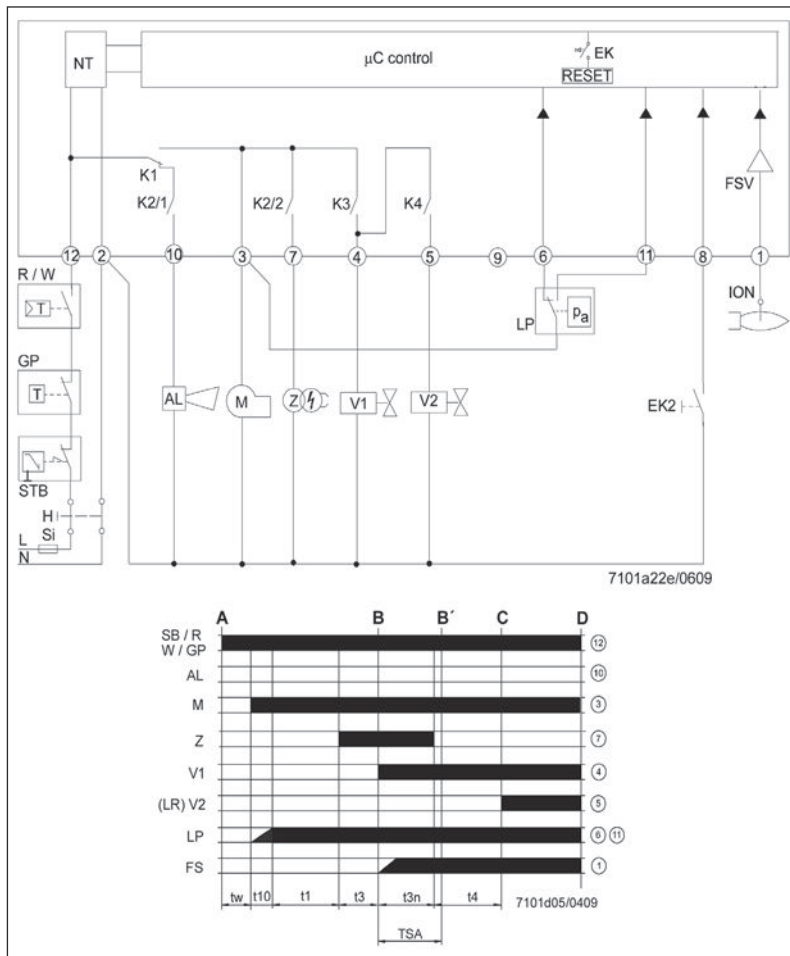 NT
µC control
EK
RESET
FSV
K1
K2/1
K2/2
K3
K4
12 2 10 3 7 4 5 9 6 11 8 1
R / W
T
GP
T
STB
H
Si
L
N
AL
M
Z
V1
V2
LP
Pa
ION
EK2
7101a22e/0609
A B B´ C D
SB / R
W / GP
12
AL
10
M
3
Z
7
V1
4
(LR) V2
5
LP
6 11
FS
1
tw t10 t1 t3 t3n t4
7101d05/0409
TSA